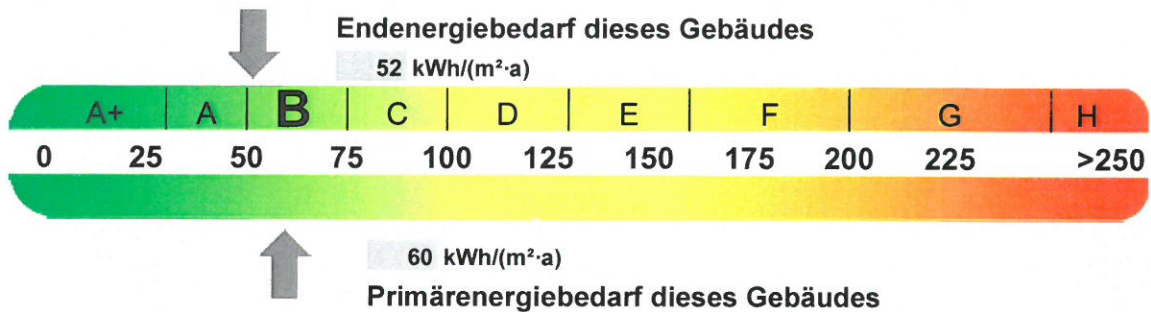 Endenergiebedarf dieses Gebäudes
52 kWh/(m²·a)
A+ A B C D E F G H
0 25 50 75 100 125 150 175 200 225 >250
60 kWh/(m²·a)
Primärenergiebedarf dieses Gebäudes